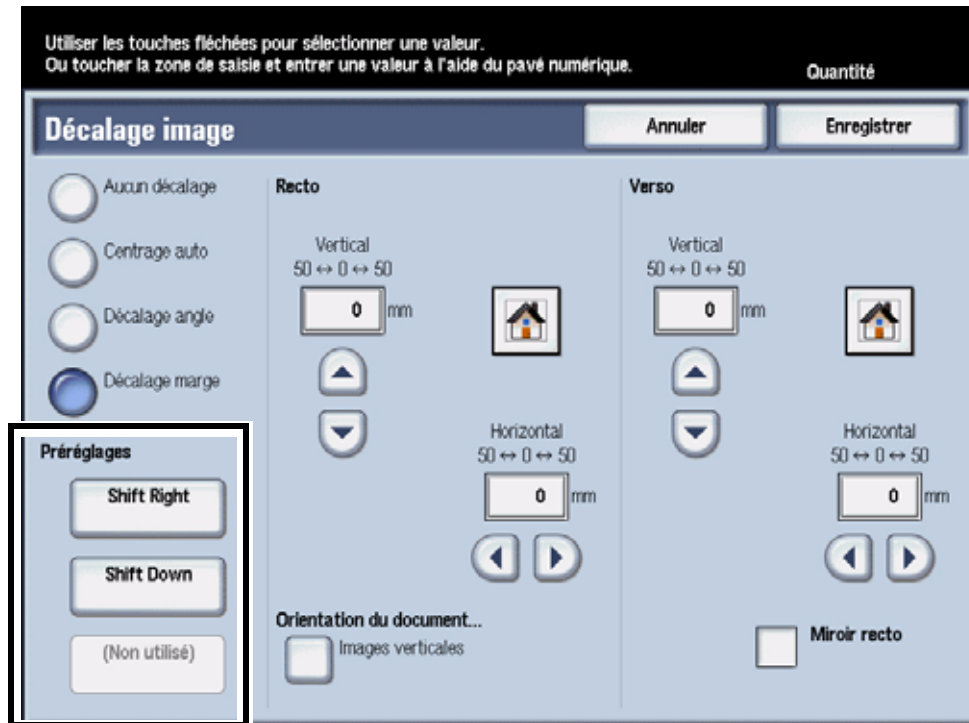 Utiliser les touches fléchées pour sélectionner une valeur.
Ou toucher la zone de saisie et entrer une valeur à l'aide du pavé numérique.
Quantité
Décalage image
Annuler
Enregistrer
Aucun décalage
Centrage auto
Décalage angle
Décalage marge
Préréglages
Shift Right
Shift Down
(Non utilisé)
Recto
Vertical
50 ↔ 0 ↔ 50
0 mm
Horizontal
50 ↔ 0 ↔ 50
0 mm
Orientation du document...
Images verticales
Verso
Vertical
50 ↔ 0 ↔ 50
0 mm
Horizontal
50 ↔ 0 ↔ 50
0 mm
Miroir recto